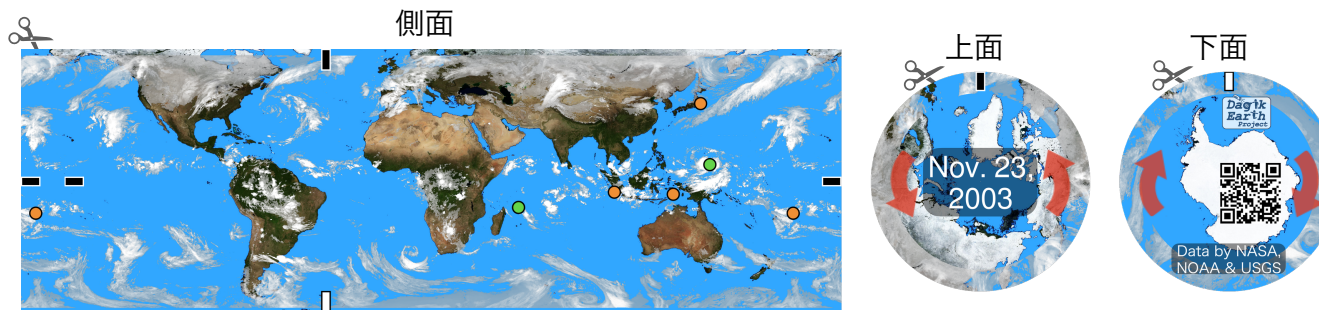 側面
上面
下面
Nov. 23,
2003
Dagik
Earth
Project
Data by NASA,
NOAA & USGS